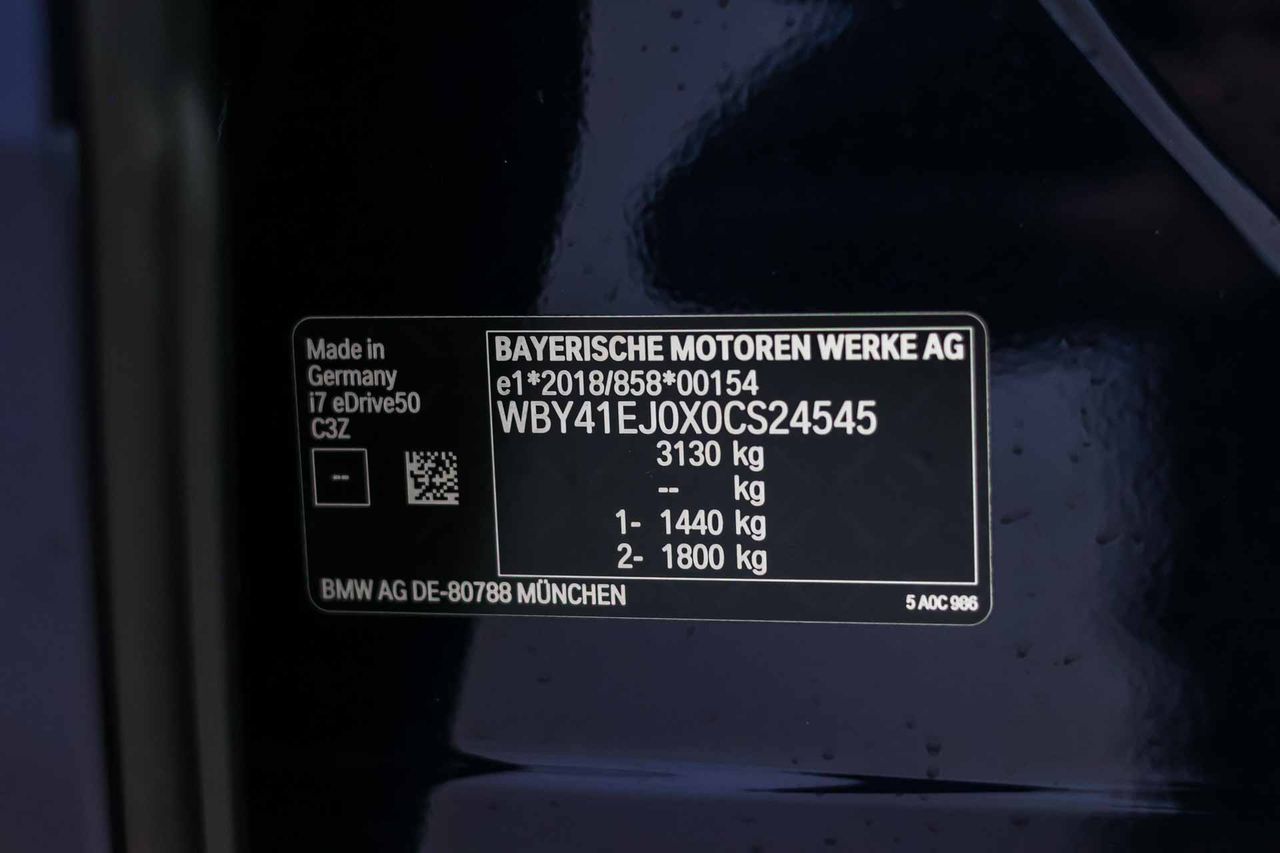 Made in
Germany
i7 eDrive50
C3Z
--
BAYERISCHE MOTOREN WERKE AG
e1*2018/858*00154
WBY41EJ0X0CS24545
3130 kg
-- kg
1- 1440 kg
2- 1800 kg
BMW AG DE-80788 MÜNCHEN
5 A0C 986